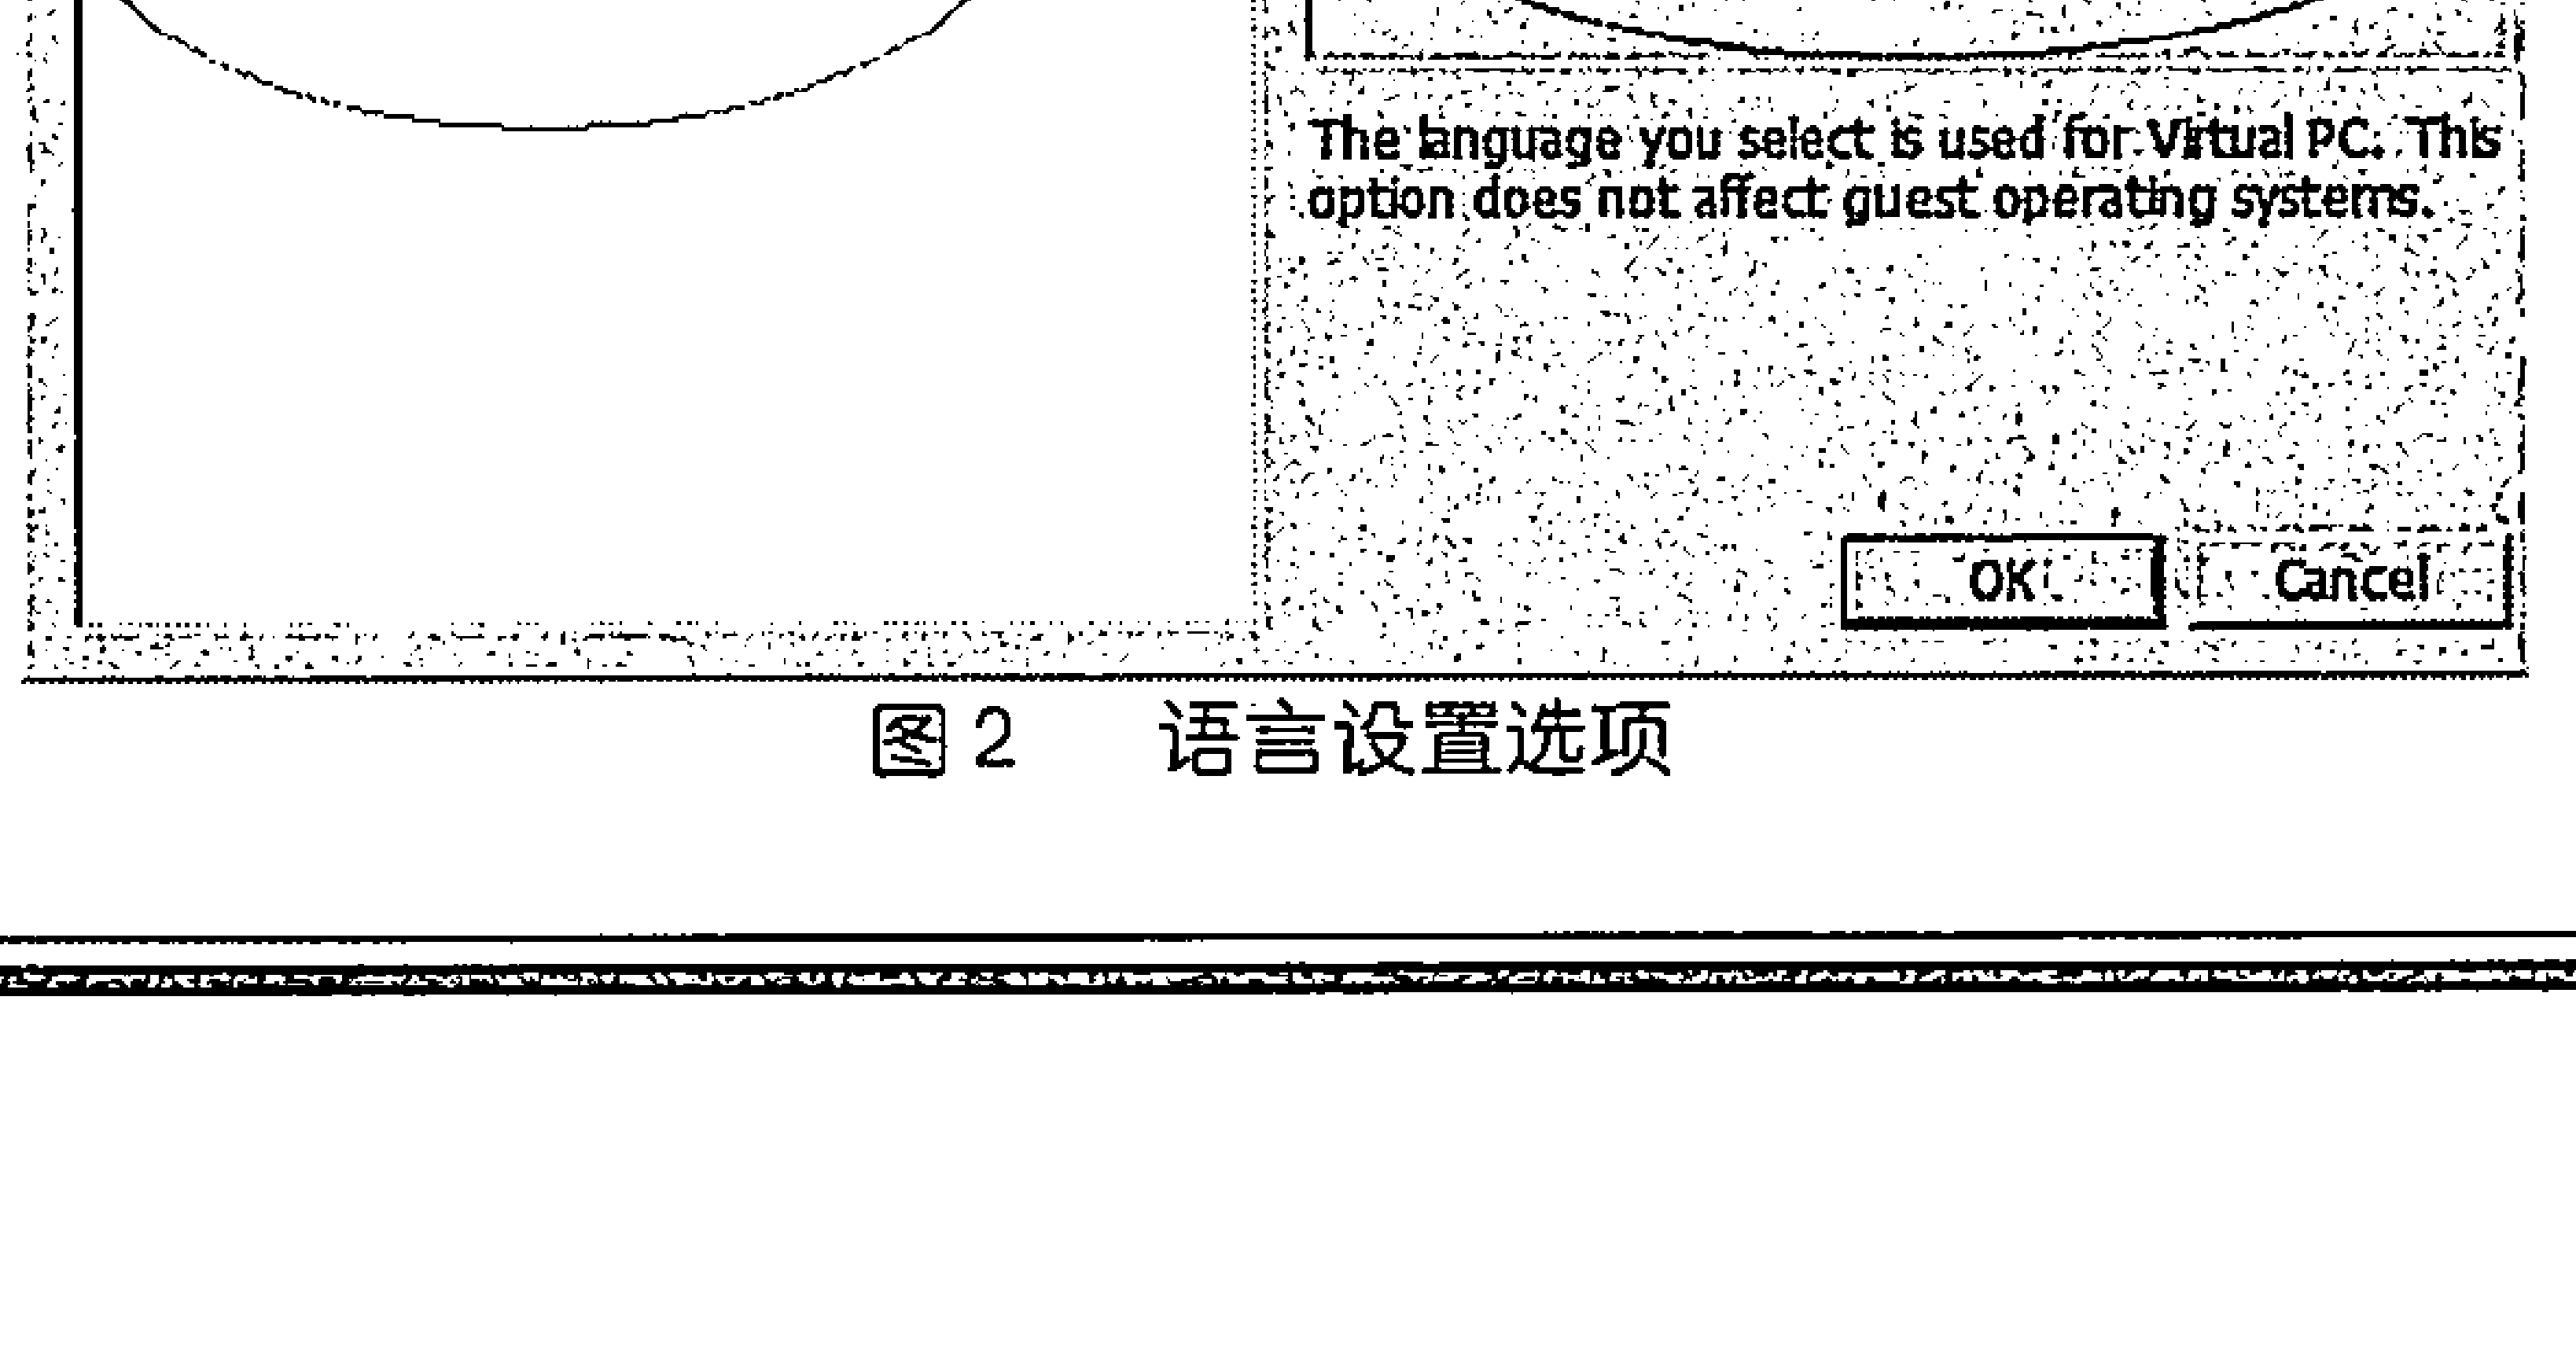 The language you select is used for Virtual PC. This
option does not affect guest operating systems.
OK Cancel
图 2 语言设置选项